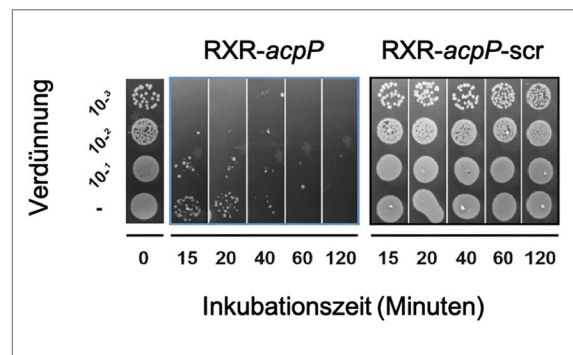 RXR-acpP RXR-acpP-scr
Verdünnung
10-3
10-2
10-1
-
0 15 20 40 60 120 15 20 40 60 120
Inkubationszeit (Minuten)